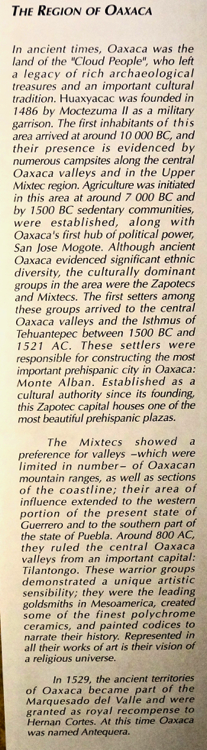 THE REGION OF OAXACA
In ancient times, Oaxaca was the
land of the "Cloud People", who left
a legacy of rich archaeological
treasures and an important cultural
tradition. Huaxyacac was founded in
1486 by Moctezuma II as a military
garrison. The first inhabitants of this
area arrived at around 10 000 BC, and
their presence is evidenced by
numerous campsites along the central
Oaxaca valleys and in the Upper
Mixtec region. Agriculture was initiated
in this area at around 7 000 BC and
by 1500 BC sedentary communities,
were established, along with
Oaxaca's first hub of political power,
San Jose Mogote. Although ancient
Oaxaca evidenced significant ethnic
diversity, the culturally dominant
groups in the area were the Zapotecs
and Mixtecs. The first setters among
these groups arrived to the central
Oaxaca valleys and the Isthmus of
Tehuantepec between 1500 BC and
1521 AC. These settlers were
responsible for constructing the most
important prehispanic city in Oaxaca:
Monte Alban. Established as a
cultural authority since its founding,
this Zapotec capital houses one of the
most beautiful prehispanic plazas.
The Mixtecs showed a
preference for valleys –which were
limited in number– of Oaxacan
mountain ranges, as well as sections
of the coastline; their area of
influence extended to the western
portion of the present state of
Guerrero and to the southern part of
the state of Puebla. Around 800 AC,
they ruled the central Oaxaca
valleys from an important capital:
Tilantongo. These warrior groups
demonstrated a unique artistic
sensibility; they were the leading
goldsmiths in Mesoamerica, created
some of the finest polychrome
ceramics, and painted codices to
narrate their history. Represented in
all their works of art is their vision of
a religious universe.
In 1529, the ancient territories
of Oaxaca became part of the
Marquesado del Valle and were
granted as royal recompense to
Hernan Cortes. At this time Oaxaca
was named Antequera.